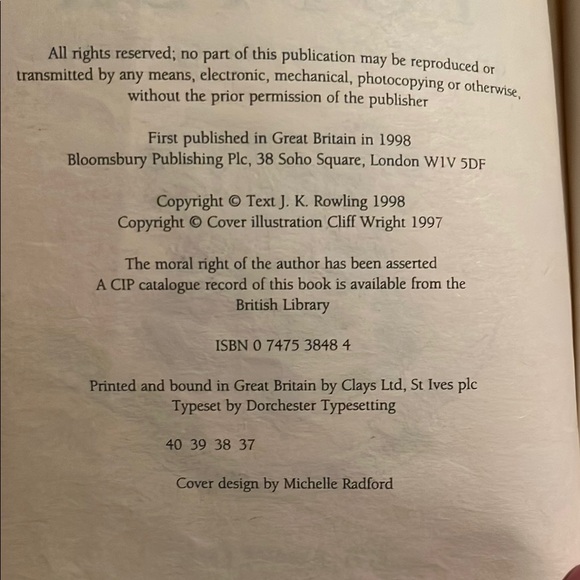 All rights reserved; no part of this publication may be reproduced or
transmitted by any means, electronic, mechanical, photocopying or otherwise,
without the prior permission of the publisher
First published in Great Britain in 1998
Bloomsbury Publishing Plc, 38 Soho Square, London W1V 5DF
Copyright © Text J. K. Rowling 1998
Copyright © Cover illustration Cliff Wright 1997
The moral right of the author has been asserted
A CIP catalogue record of this book is available from the
British Library
ISBN 0 7475 3848 4
Printed and bound in Great Britain by Clays Ltd, St Ives plc
Typeset by Dorchester Typesetting
40 39 38 37
Cover design by Michelle Radford